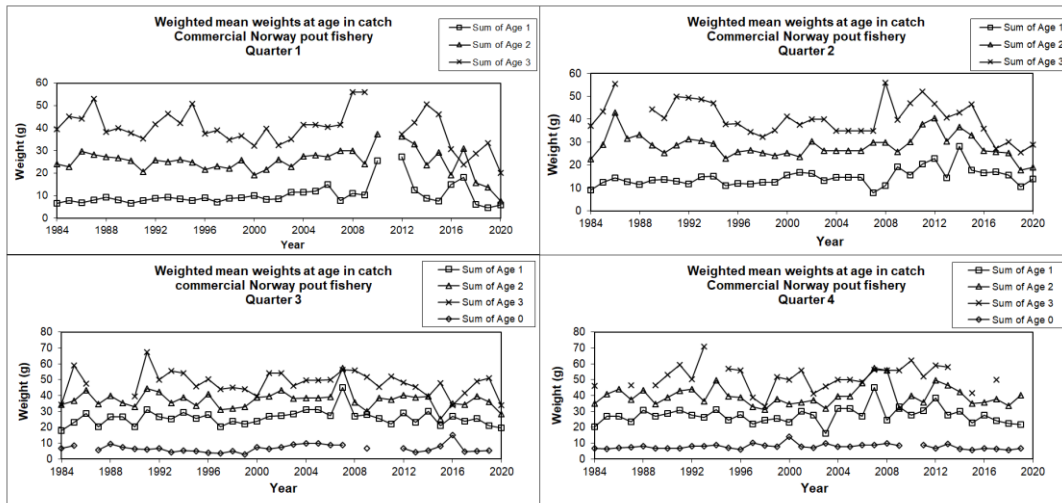 Weighted mean weights at age in catch
Commercial Norway pout fishery
Quarter 1
Sum of Age 1
Sum of Age 2
Sum of Age 3
Weight (g)
60
50
40
30
20
10
0
1984 1988 1992 1996 2000 2004 2008 2012 2016 2020
Year
Weighted mean weights at age in catch
Commercial Norway pout fishery
Quarter 2
Sum of Age 1
Sum of Age 2
Sum of Age 3
Weight (g)
60
50
40
30
20
10
0
1984 1988 1992 1996 2000 2004 2008 2012 2016 2020
Year
Weighted mean weights at age in catch
commercial Norway pout fishery
Quarter 3
Sum of Age 1
Sum of Age 2
Sum of Age 3
Sum of Age 0
Weight (g)
80
70
60
50
40
30
20
10
0
1984 1988 1992 1996 2000 2004 2008 2012 2016 2020
Year
Weighted mean weights at age in catch
Commercial Norway pout fishery
Quarter 4
Sum of Age 1
Sum of Age 2
Sum of Age 3
Sum of Age 0
Weight (g)
80
70
60
50
40
30
20
10
0
1984 1988 1992 1996 2000 2004 2008 2012 2016 2020
Year